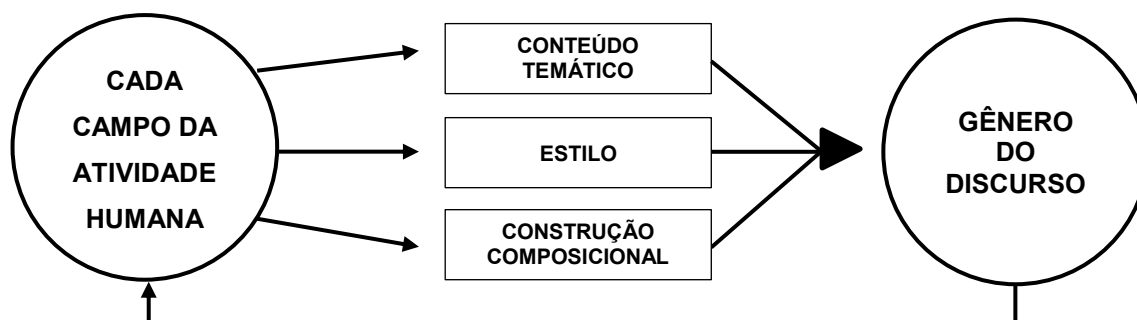 CADA
CAMPO DA
ATIVIDADE
HUMANA
CONTEÚDO
TEMÁTICO
ESTILO
CONSTRUÇÃO
COMPOSICIONAL
GÊNERO
DO
DISCURSO